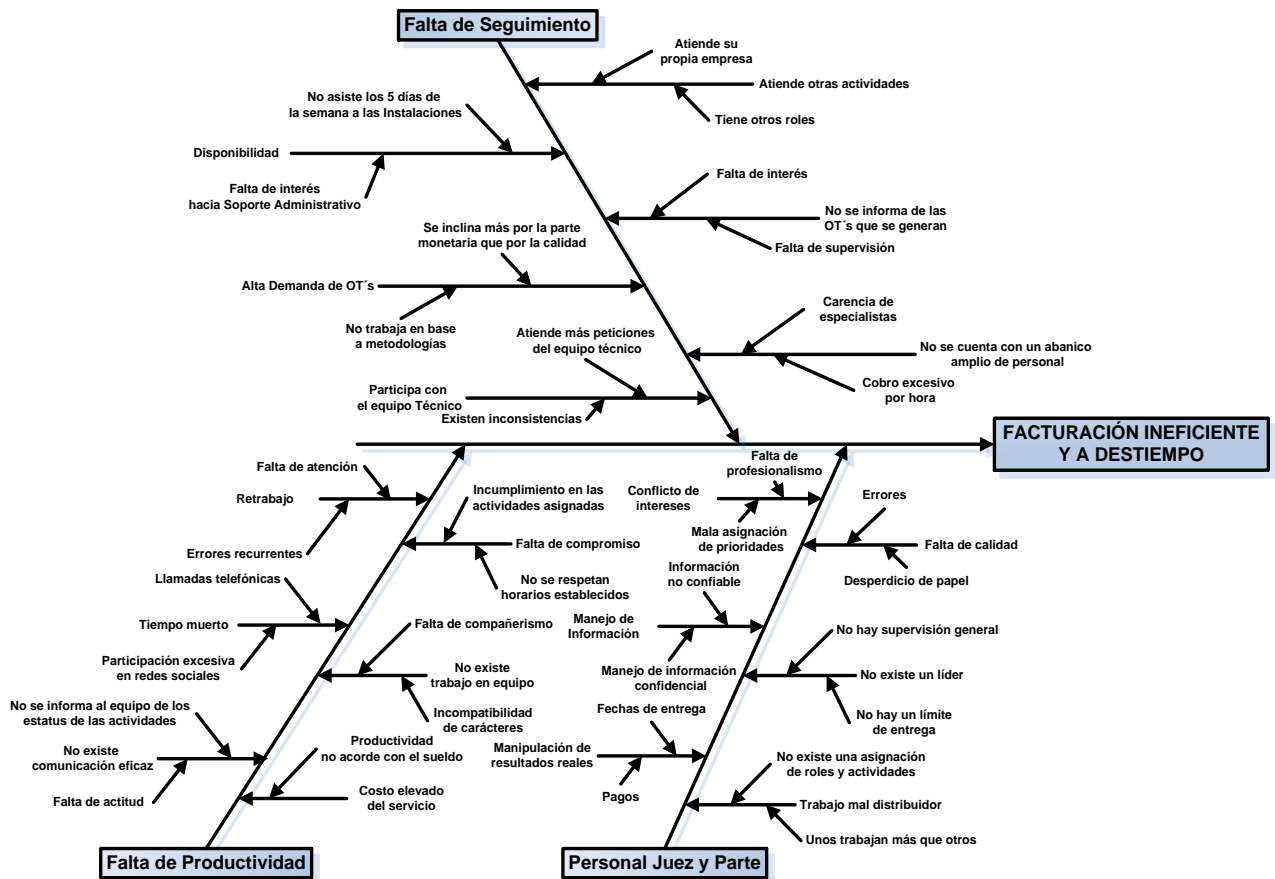 Falta de Seguimiento
Atiende su
propia empresa
Atiende otras actividades
Tiene otros roles
No asiste los 5 días de
la semana a las Instalaciones
Disponibilidad
Falta de interés
hacia Soporte Administrativo
Falta de interés
No se informa de las
OT´s que se generan
Falta de supervisión
Se inclina más por la parte
monetaria que por la calidad
Alta Demanda de OT´s
No trabaja en base
a metodologías
Carencia de
especialistas
No se cuenta con un abanico
amplio de personal
Cobro excesivo
por hora
Atiende más peticiones
del equipo técnico
Participa con
el equipo Técnico
Existen inconsistencias
FACTURACIÓN INEFICIENTE
Y A DESTIEMPO
Falta de atención
Retrabajo
Errores recurrentes
Incumplimiento en las
actividades asignadas
Falta de compromiso
No se respetan
horarios establecidos
Llamadas telefónicas
Tiempo muerto
Participación excesiva
en redes sociales
Falta de compañerismo
No existe
trabajo en equipo
Incompatibilidad
de carácteres
No se informa al equipo de los
estatus de las actividades
No existe
comunicación eficaz
Falta de actitud
Productividad
no acorde con el sueldo
Costo elevado
del servicio
Falta de Productividad
Falta de
profesionalismo
Conflicto de
intereses
Mala asignación
de prioridades
Errores
Falta de calidad
Desperdicio de papel
Información
no confiable
Manejo de
Información
Manejo de información
confidencial
No hay supervisión general
No existe un líder
No hay un límite
de entrega
Fechas de entrega
Manipulación de
resultados reales
Pagos
No existe una asignación
de roles y actividades
Trabajo mal distribuidor
Unos trabajan más que otros
Personal Juez y Parte